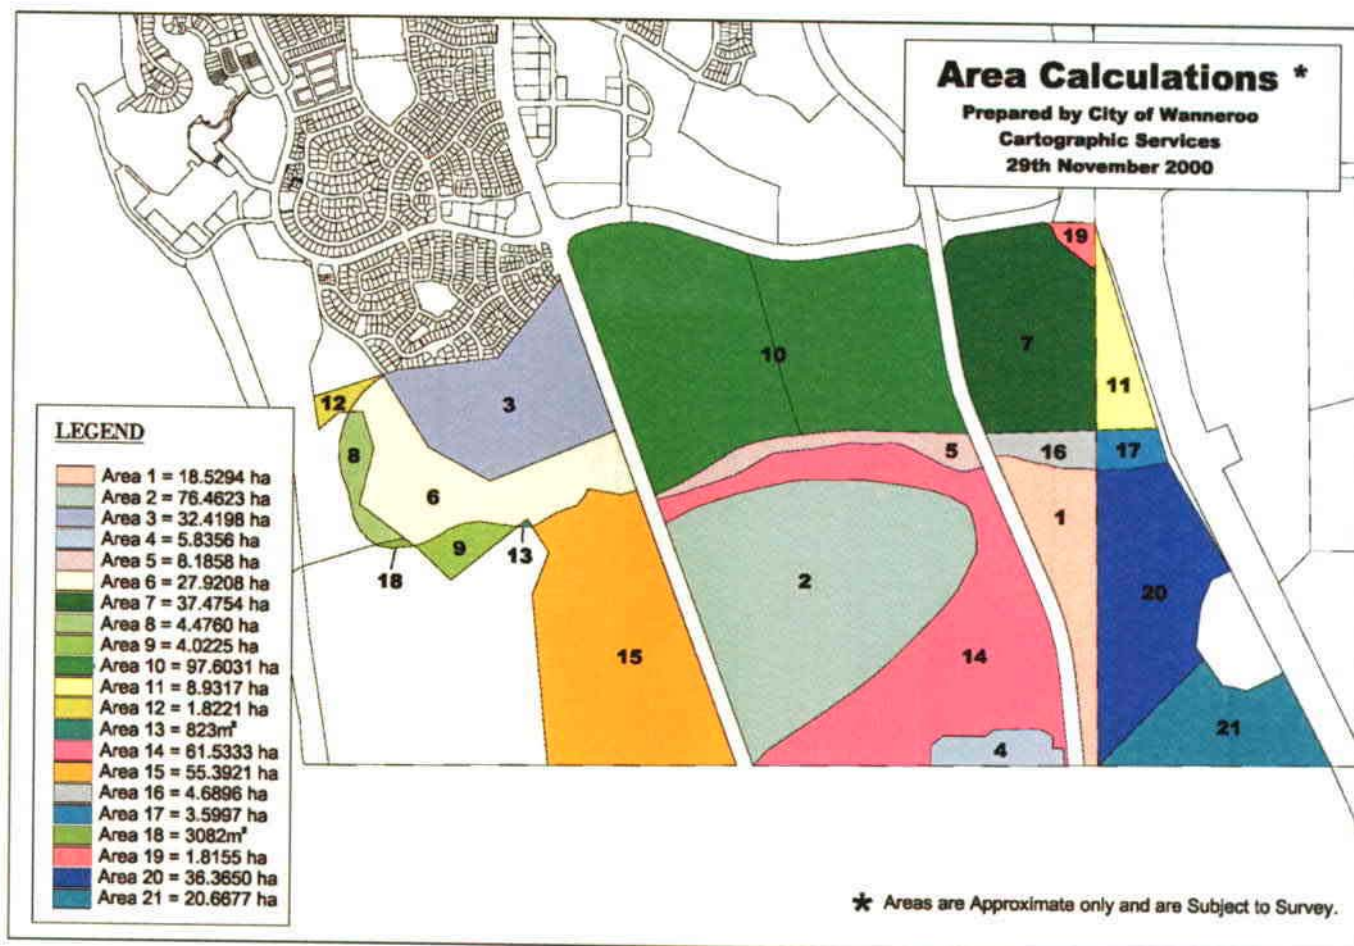 Area Calculations *
Prepared by City of Wanneroo
Cartographic Services
29th November 2000
19
10
7
11
12
3
8
5
16
17
6
1
9
13
18
2
20
15
14
4
21
LEGEND
Area 1 = 18.5294 ha
Area 2 = 76.4623 ha
Area 3 = 32.4198 ha
Area 4 = 5.8356 ha
Area 5 = 8.1858 ha
Area 6 = 27.9208 ha
Area 7 = 37.4754 ha
Area 8 = 4.4760 ha
Area 9 = 4.0225 ha
Area 10 = 97.6031 ha
Area 11 = 8.9317 ha
Area 12 = 1.8221 ha
Area 13 = 823m²
Area 14 = 61.5333 ha
Area 15 = 55.3921 ha
Area 16 = 4.6896 ha
Area 17 = 3.5997 ha
Area 18 = 3082m²
Area 19 = 1.8155 ha
Area 20 = 36.3650 ha
Area 21 = 20.6677 ha
* Areas are Approximate only and are Subject to Survey.